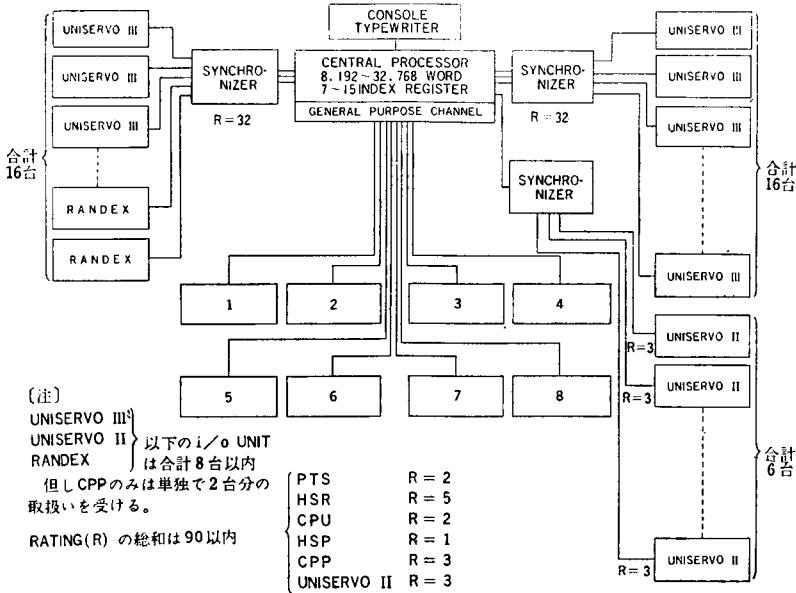 CONSOLE
TYPEWRITER
CENTRAL PROCESSOR
8.192~32.768 WORD
7~15 INDEX REGISTER
GENERAL PURPOSE CHANNEL
UNISERVO III
UNISERVO III
UNISERVO III
RANDEX
RANDEX
合計
16台
SYNCHRO-
NIZER
R=32
SYNCHRO-
NIZER
R=32
UNISERVO III
UNISERVO III
UNISERVO III
合計
16台
SYNCHRO-
NIZER
1
2
3
4
5
6
7
8
R=3
UNISERVO II
R=3
UNISERVO II
R=3
UNISERVO II
合計
6台
〔注〕
UNISERVO III
UNISERVO II
RANDEX
以下のi/o UNIT
は合計8台以内
但しCPPのみは単独で2台分の
取扱いを受ける。
RATING(R) の総和は90以内
PTS R=2
HSR R=5
CPU R=2
HSP R=1
CPP R=3
UNISERVO II R=3